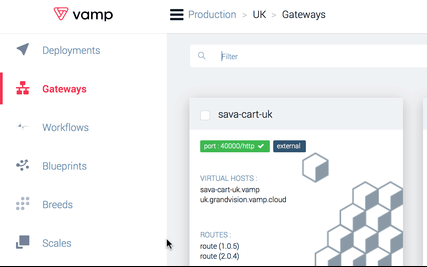 vamp
Production > UK > Gateways
Deployments
Gateways
Workflows
Blueprints
Breeds
Scales
Filter
sava-cart-uk
port : 40000/http
external
VIRTUAL HOSTS :
sava-cart-uk.vamp
uk.grandvision.vamp.cloud
ROUTES :
route (1.0.5)
route (2.0.4)